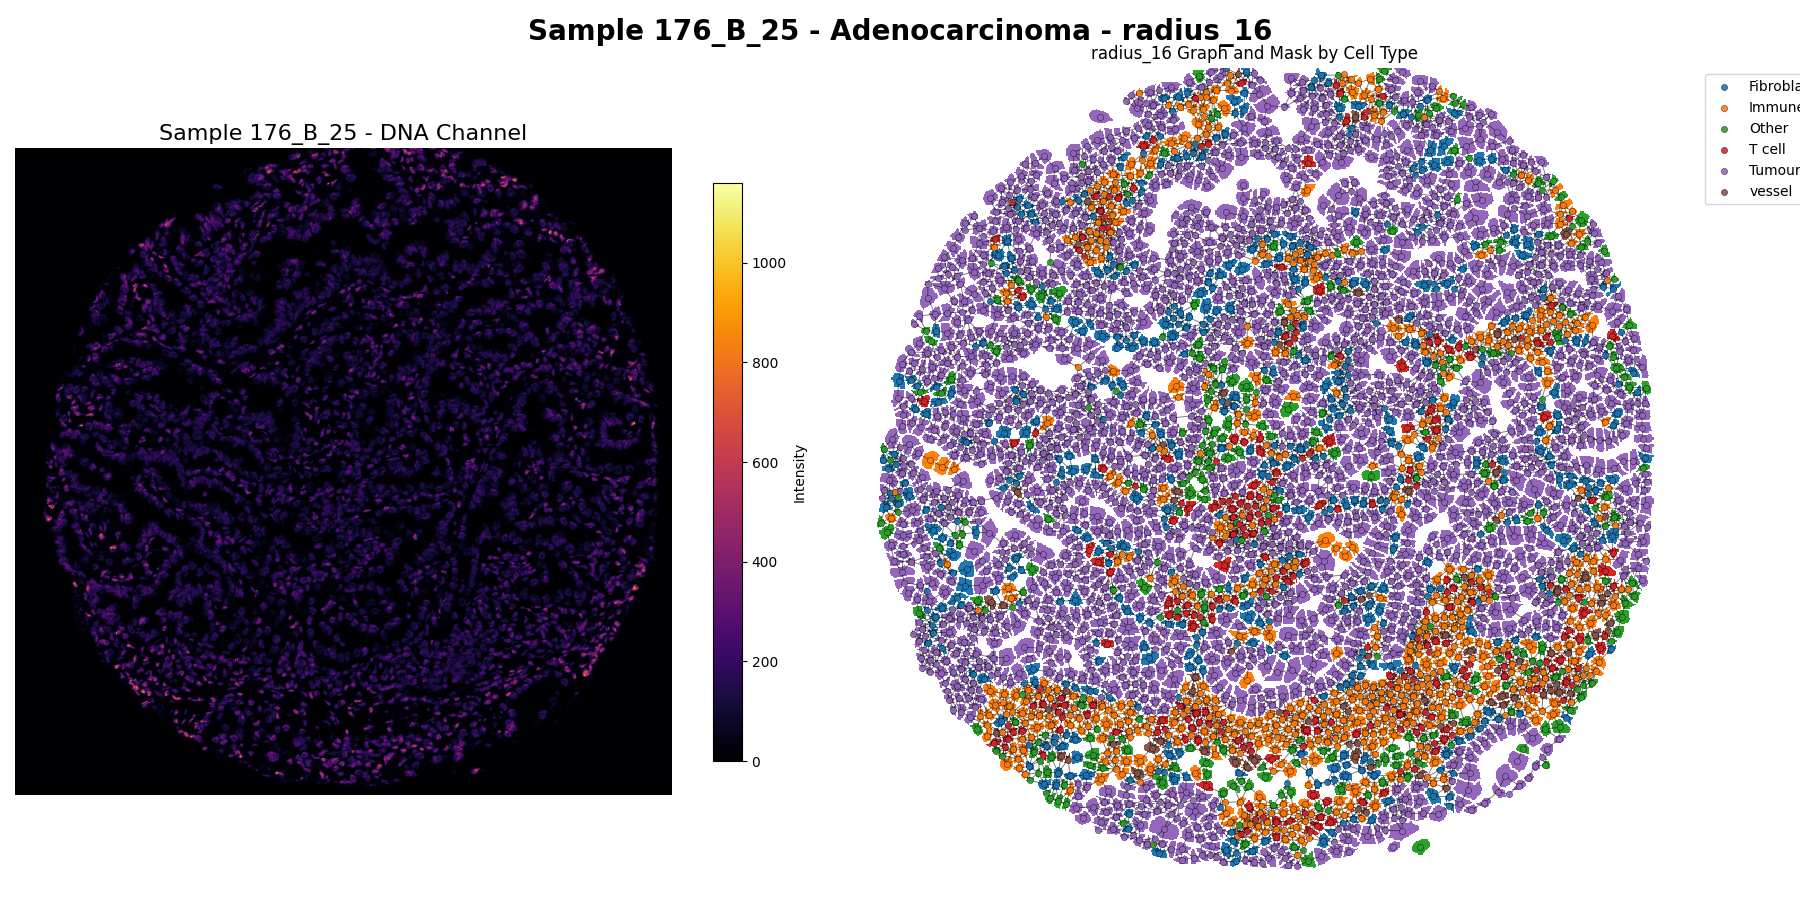 Sample 176_B_25 - Adenocarcinoma - radius_16
radius_16 Graph and Mask by Cell Type
Sample 176_B_25 - DNA Channel
1000
800
600
400
200
0
Intensity
Fibrobla
Immune
Other
T cell
Tumour
vessel